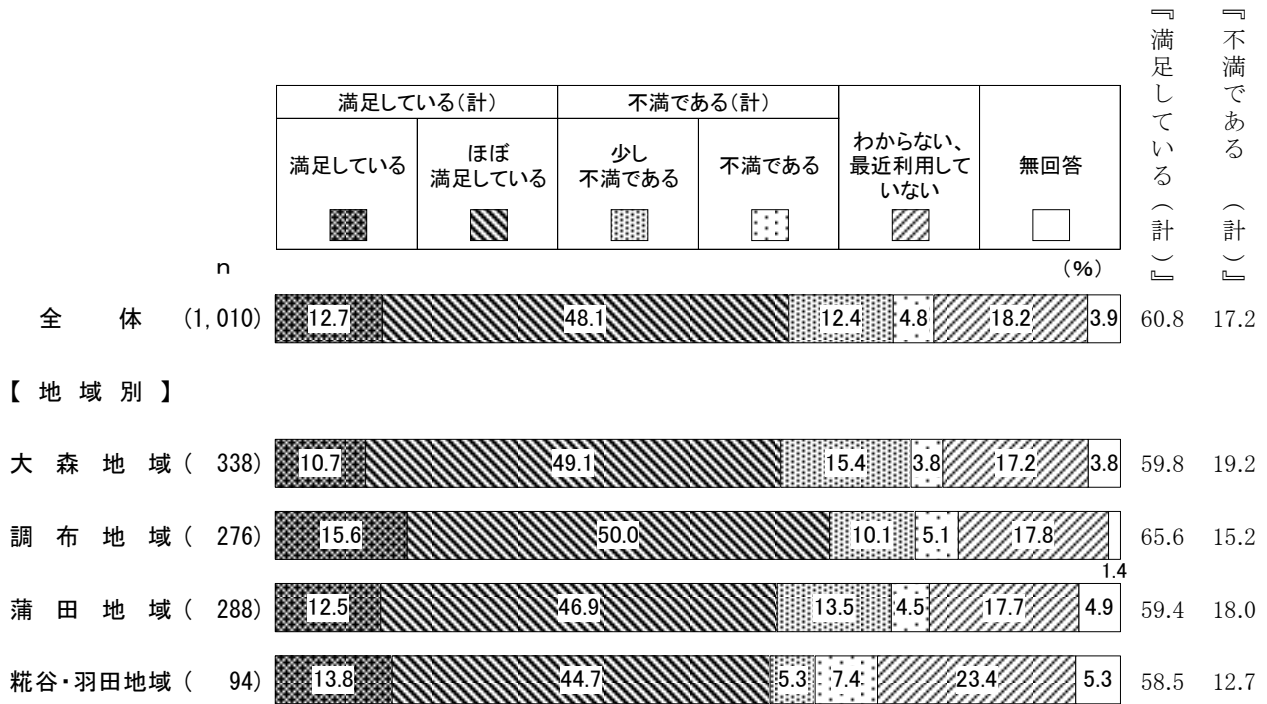 『満足している（計）』
『不満である（計）』
満足している（計）
不満である（計）
満足している
ほぼ
満足している
少し
不満である
不満である
わからない、
最近利用して
いない
無回答
n
（％）
全体 (1,010) 12.7 48.1 12.4 4.8 18.2 3.9 60.8 17.2
【地域別】
大森地域 ( 338) 10.7 49.1 15.4 3.8 17.2 3.8 59.8 19.2
調布地域 ( 276) 15.6 50.0 10.1 5.1 17.8 1.4 65.6 15.2
蒲田地域 ( 288) 12.5 46.9 13.5 4.5 17.7 4.9 59.4 18.0
糀谷・羽田地域 ( 94) 13.8 44.7 5.3 7.4 23.4 5.3 58.5 12.7